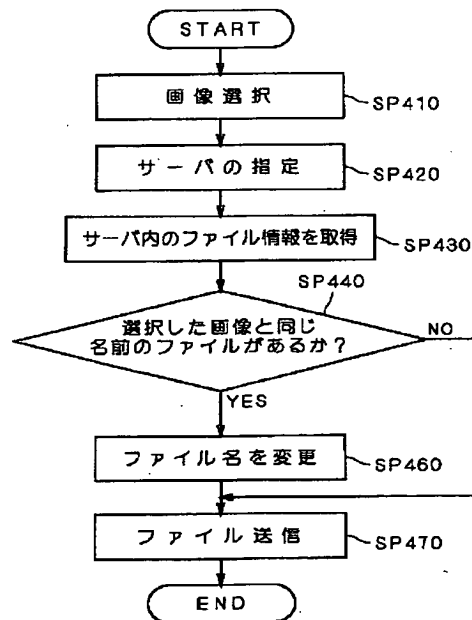 START
画像選択
SP410
サーバの指定
SP420
サーバ内のファイル情報を取得
SP430
SP440
選択した画像と同じ
名前のファイルがあるか？
NO
YES
ファイル名を変更
SP460
ファイル送信
SP470
END